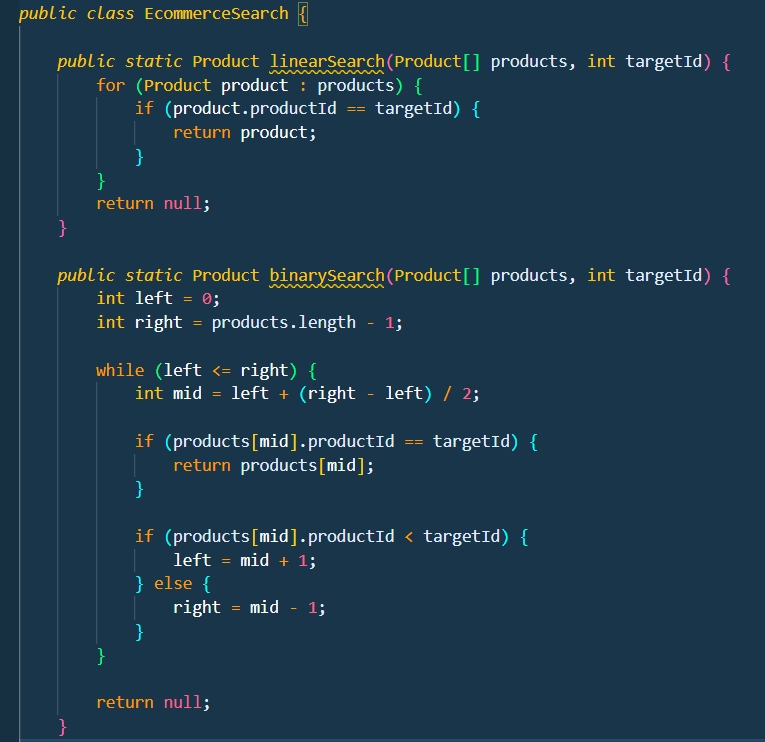 public class EcommerceSearch {
public static Product linearSearch(Product[] products, int targetId) {
for (Product product : products) {
if (product.productId == targetId) {
return product;
}
}
return null;
}
public static Product binarySearch(Product[] products, int targetId) {
int left = 0;
int right = products.length - 1;
while (left <= right) {
int mid = left + (right - left) / 2;
if (products[mid].productId == targetId) {
return products[mid];
}
if (products[mid].productId < targetId) {
left = mid + 1;
} else {
right = mid - 1;
}
}
return null;
}